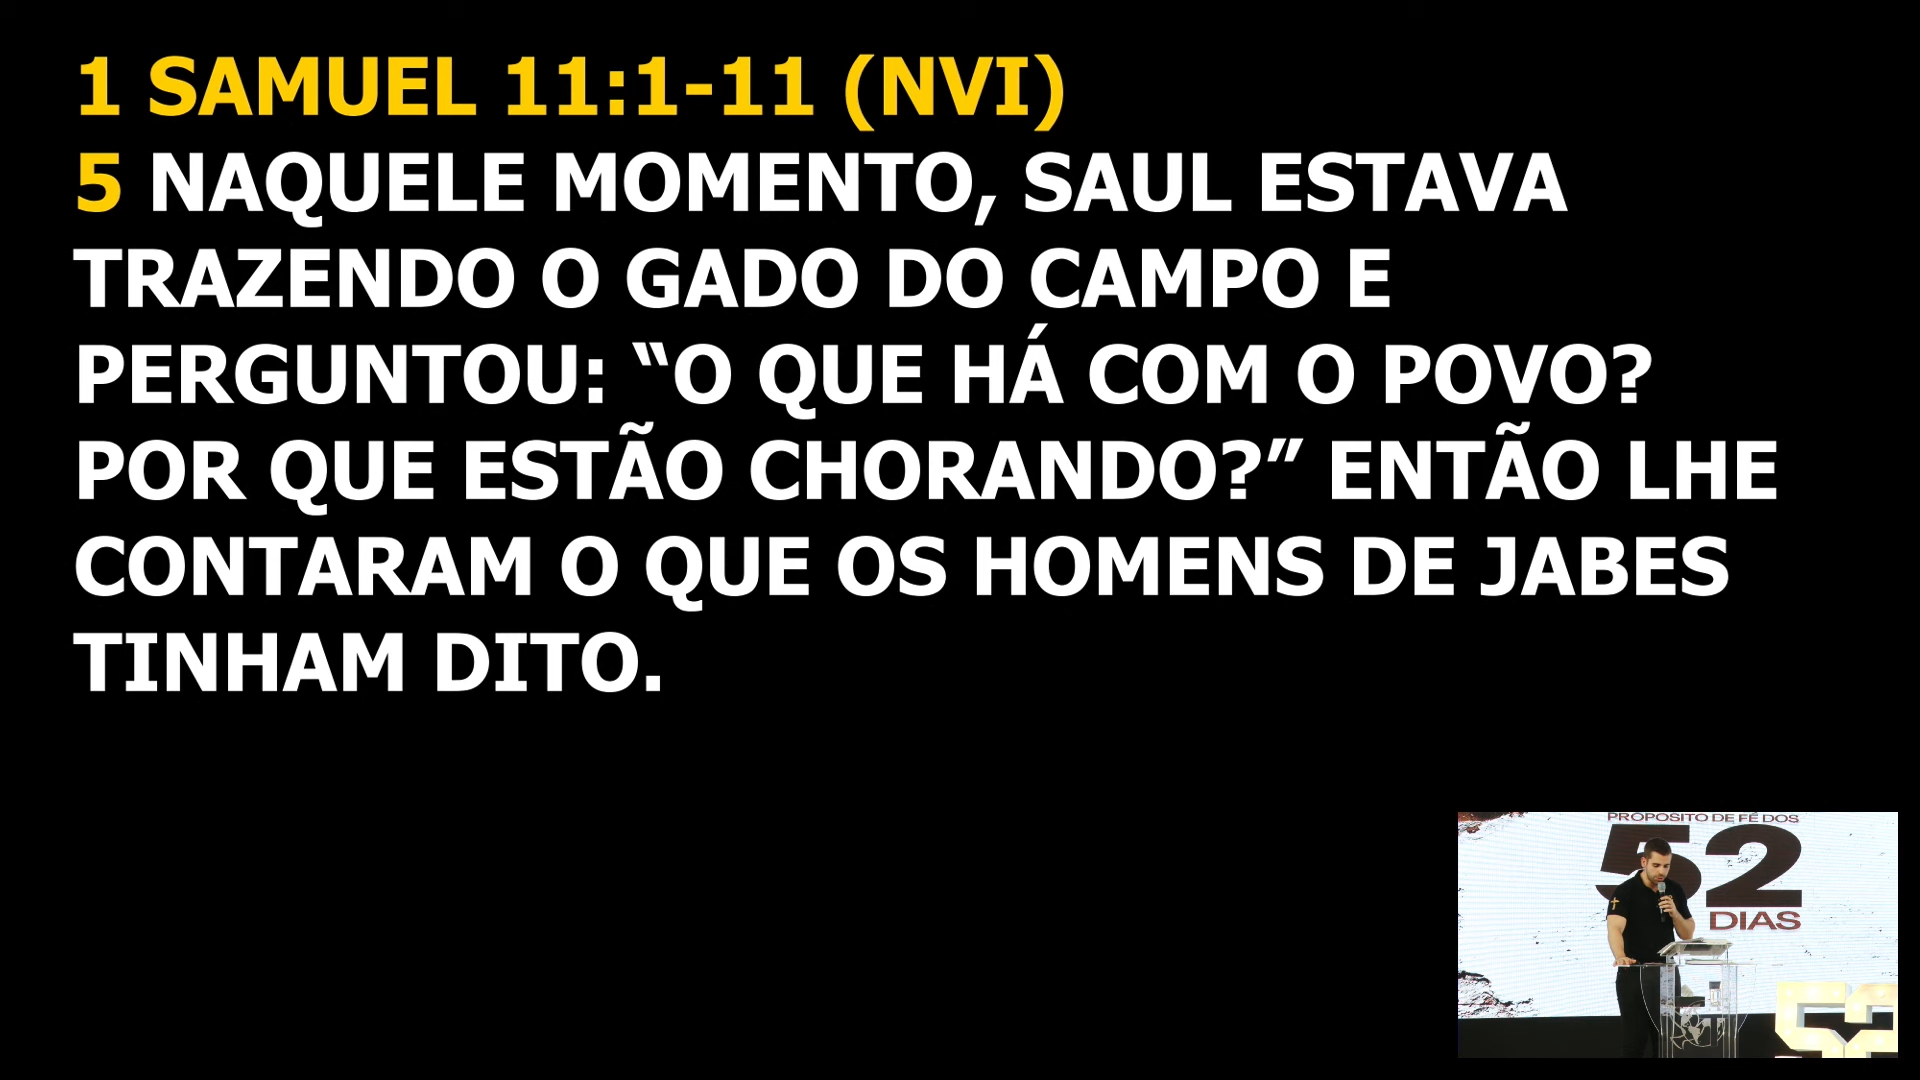 1 SAMUEL 11:1-11 (NVI)
5 NAQUELE MOMENTO, SAUL ESTAVA
TRAZENDO O GADO DO CAMPO E
PERGUNTOU: “O QUE HÁ COM O POVO?
POR QUE ESTÃO CHORANDO?” ENTÃO LHE
CONTARAM O QUE OS HOMENS DE JABES
TINHAM DITO.
PROPOSITO DE FÉ DOS
52
DIAS
52